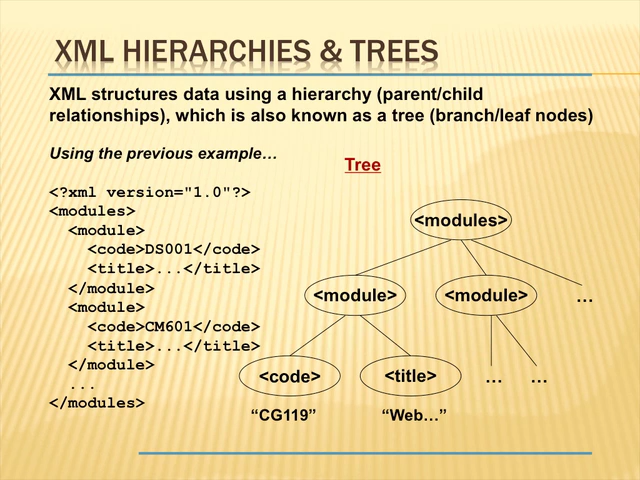 XML HIERARCHIES & TREES
XML structures data using a hierarchy (parent/child
relationships), which is also known as a tree (branch/leaf nodes)
Using the previous example…
<?xml version="1.0"?>
<modules>
  <module>
    <code>DS001</code>
    <title>...</title>
  </module>
  <module>
    <code>CM601</code>
    <title>...</title>
  </module>
  ...
</modules>
Tree
<modules>
<module>
<module>
…
<code>
<title>
…
…
“CG119”
“Web…”